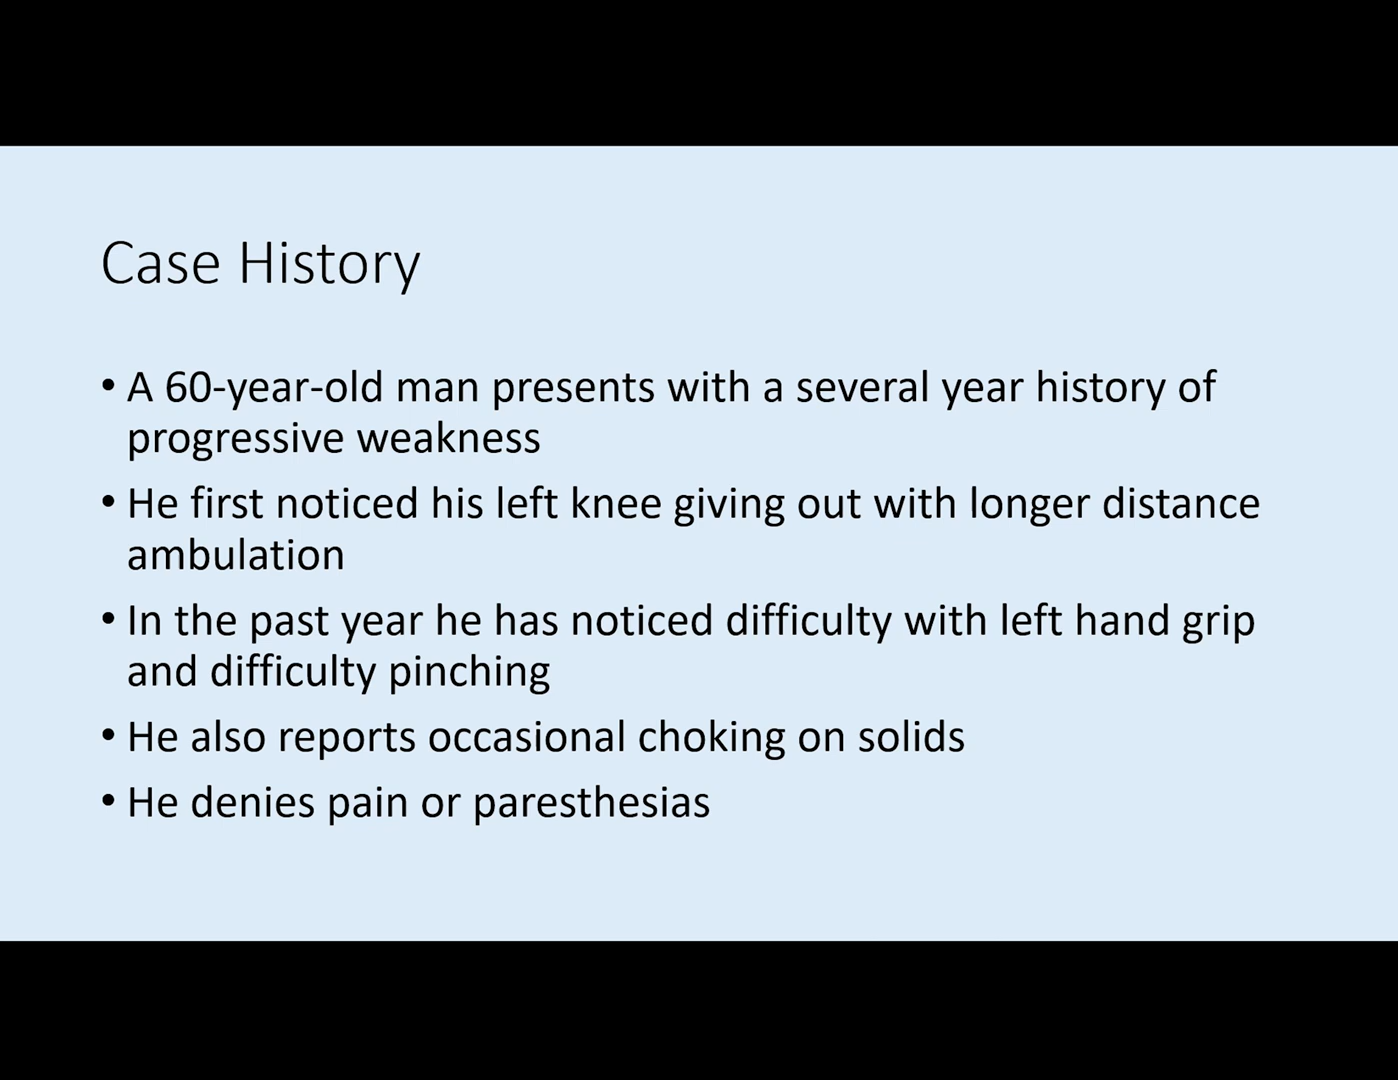 Case History
• A 60-year-old man presents with a several year history of
progressive weakness
• He first noticed his left knee giving out with longer distance
ambulation
• In the past year he has noticed difficulty with left hand grip
and difficulty pinching
• He also reports occasional choking on solids
• He denies pain or paresthesias